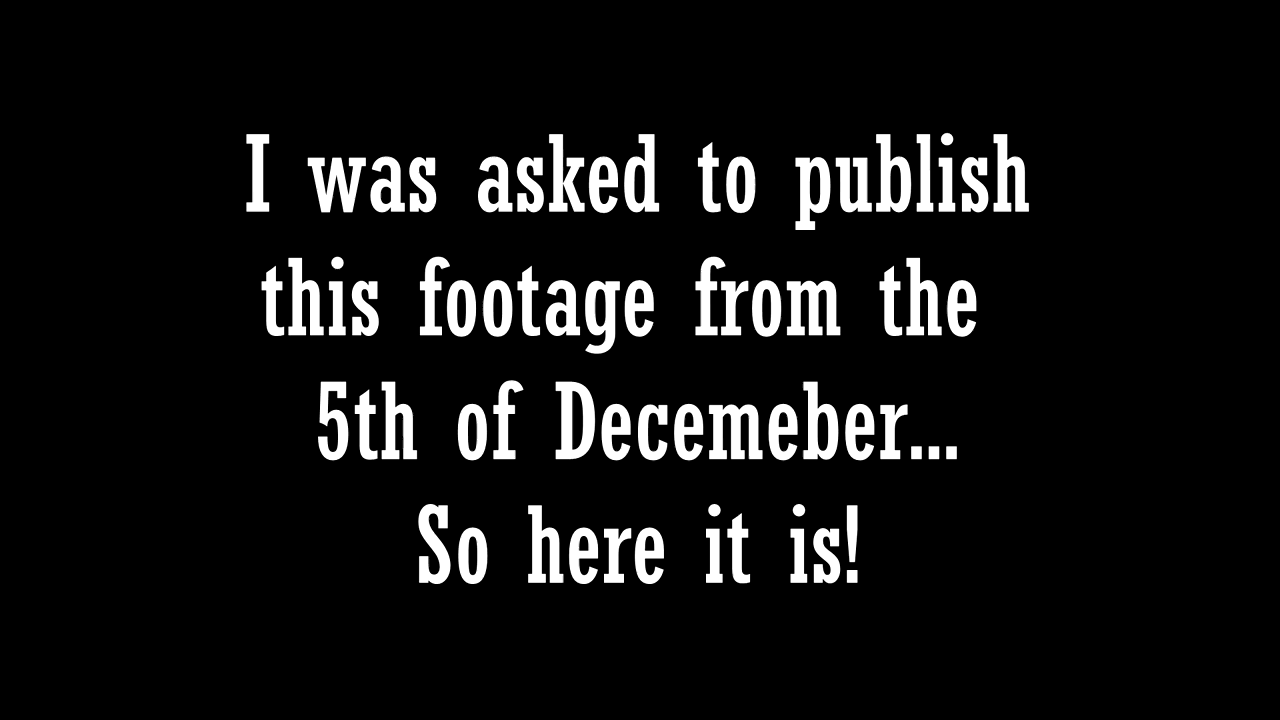 I was asked to publish
this footage from the
5th of Decemeber...
So here it is!